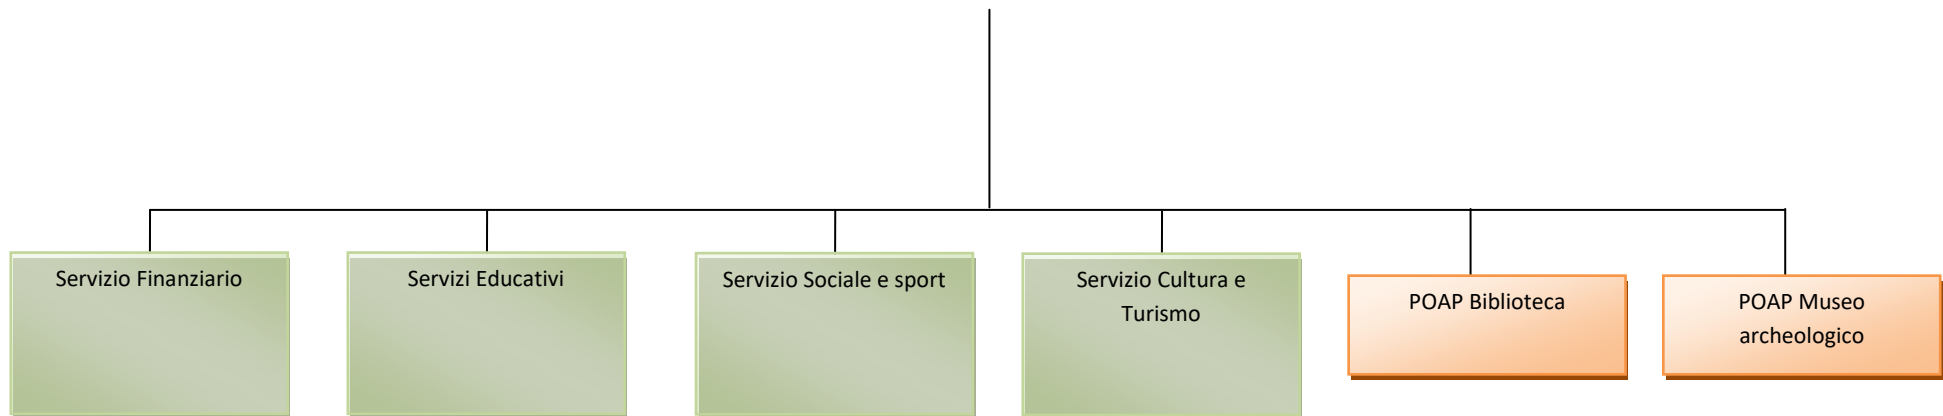 Servizio Finanziario
Servizi Educativi
Servizio Sociale e sport
Servizio Cultura e
Turismo
POAP Biblioteca
POAP Museo
archeologico